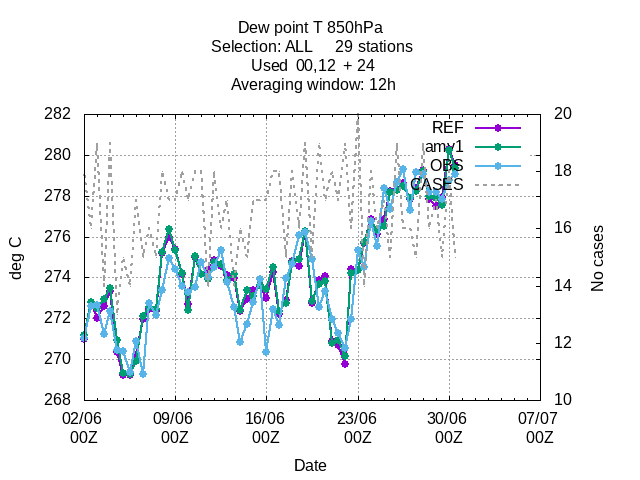 Dew point T 850hPa
Selection: ALL     29 stations
Used  00,12  + 24
Averaging window: 12h
deg C
282
280
278
276
274
272
270
268
REF
amv1
OBS
CASES
20
18
16
14
12
10
No cases
02/06 09/06 16/06 23/06 30/06 07/07
00Z 00Z 00Z 00Z 00Z 00Z
Date